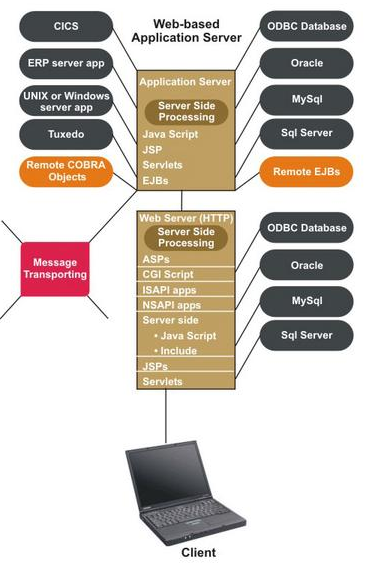 Web-based
Application Server
CICS
ERP server app
UNIX or Windows
server app
Tuxedo
Remote COBRA
Objects
Application Server
Server Side
Processing
Java Script
JSP
Servlets
EJBs
ODBC Database
Oracle
MySql
Sql Server
Remote EJBs
Message
Transporting
Web Server (HTTP)
Server Side
Processing
ASPs
CGI Script
ISAPI apps
NSAPI apps
Server side
• Java Script
• Include
JSPs
Servlets
ODBC Database
Oracle
MySql
Sql Server
Client